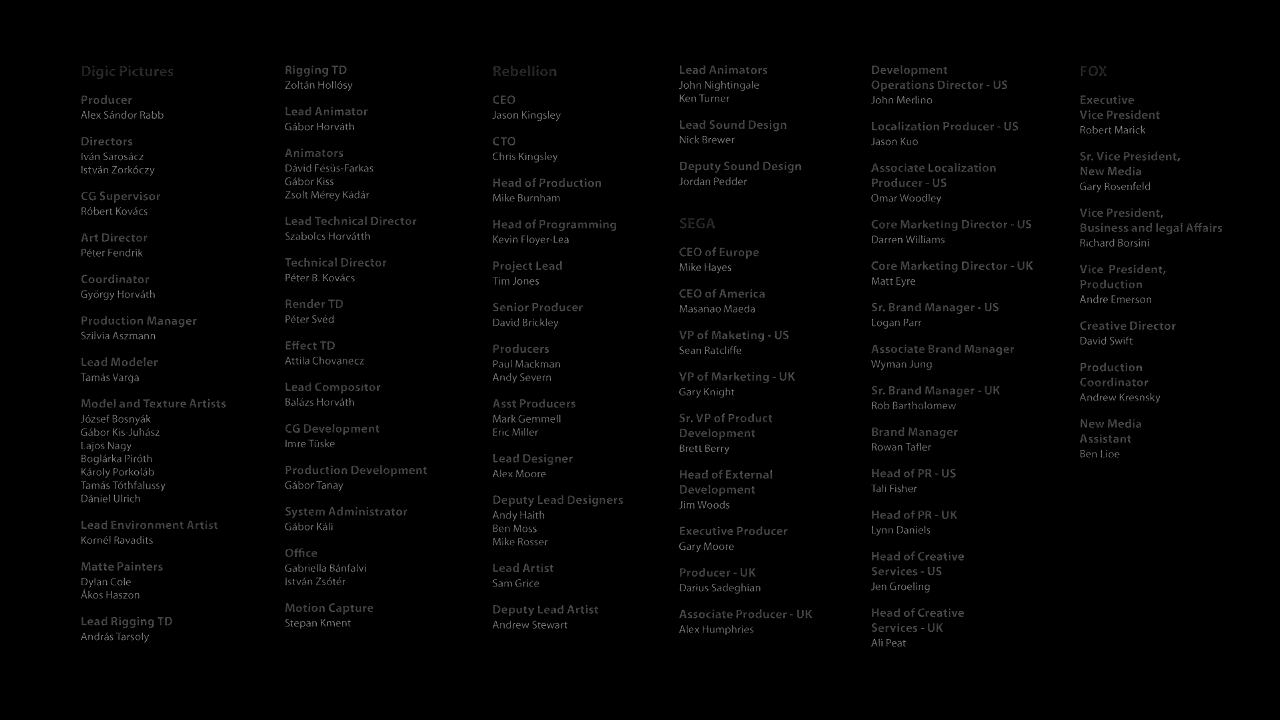 Digic Pictures
Producer
Alex Sándor Rabb
Directors
Iván Sarosácz
István Zorkóczy
CG Supervisor
Róbert Kovács
Art Director
Péter Fendrik
Coordinator
György Horváth
Production Manager
Szilvia Aszmann
Lead Modeler
Tamás Varga
Model and Texture Artists
József Bosnyák
Gábor Kis-Juhász
Lajos Nagy
Boglárka Piróth
Károly Porkoláb
Tamás Tóthfalussy
Dániel Ulrich
Lead Environment Artist
Kornél Ravadits
Matte Painters
Dylan Cole
Ákos Haszon
Lead Rigging TD
András Tarsoly
Rigging TD
Zoltán Hollósy
Lead Animator
Gábor Horváth
Animators
Dávid Fésüs-Farkas
Gábor Kiss
Zsolt Mérey Kádár
Lead Technical Director
Szabolcs Horvátth
Technical Director
Péter B. Kovács
Render TD
Péter Svéd
Effect TD
Attila Chovanecz
Lead Compositor
Balázs Horváth
CG Development
Imre Tüske
Production Development
Gábor Tanay
System Administrator
Gábor Káli
Office
Gabriella Bánfalvi
István Zsótér
Motion Capture
Stepan Kment
Rebellion
CEO
Jason Kingsley
CTO
Chris Kingsley
Head of Production
Mike Burnham
Head of Programming
Kevin Floyer-Lea
Project Lead
Tim Jones
Senior Producer
David Brickley
Producers
Paul Mackman
Andy Severn
Asst Producers
Mark Gemmell
Eric Miller
Lead Designer
Alex Moore
Deputy Lead Designers
Andy Haith
Ben Moss
Mike Rosser
Lead Artist
Sam Grice
Deputy Lead Artist
Andrew Stewart
Lead Animators
John Nightingale
Ken Turner
Lead Sound Design
Nick Brewer
Deputy Sound Design
Jordan Pedder
SEGA
CEO of Europe
Mike Hayes
CEO of America
Masanao Maeda
VP of Maketing - US
Sean Ratcliffe
VP of Marketing - UK
Gary Knight
Sr. VP of Product
Development
Brett Berry
Head of External
Development
Jim Woods
Executive Producer
Gary Moore
Producer - UK
Darius Sadeghian
Associate Producer - UK
Alex Humphries
Development
Operations Director - US
John Merlino
Localization Producer - US
Jason Kuo
Associate Localization
Producer - US
Omar Woodley
Core Marketing Director - US
Darren Williams
Core Marketing Director - UK
Matt Eyre
Sr. Brand Manager - US
Logan Parr
Associate Brand Manager
Wyman Jung
Sr. Brand Manager - UK
Rob Bartholomew
Brand Manager
Rowan Tafler
Head of PR - US
Tali Fisher
Head of PR - UK
Lynn Daniels
Head of Creative
Services - US
Jen Groeling
Head of Creative
Services - UK
Ali Peat
FOX
Executive
Vice President
Robert Marick
Sr. Vice President,
New Media
Gary Rosenfeld
Vice President,
Business and legal Affairs
Richard Borsini
Vice President,
Production
Andre Emerson
Creative Director
David Swift
Production
Coordinator
Andrew Kresnsky
New Media
Assistant
Ben Lioe